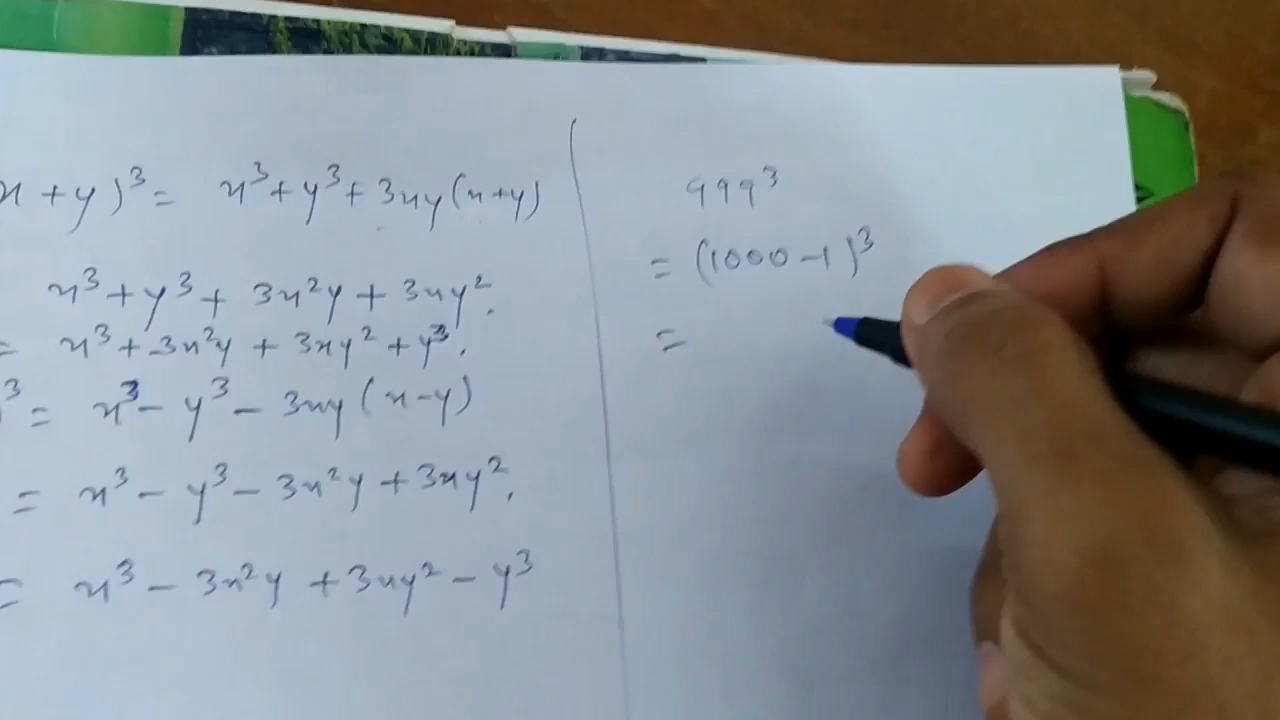 x + y)³ = x³ + y³ + 3xy(x+y)
x³ + y³ + 3x²y + 3xy².
= x³ + 3x²y + 3xy² + y³.
)³ = x³ - y³ - 3xy(x-y)
= x³ - y³ - 3x²y + 3xy².
= x³ - 3x²y + 3xy² - y³
999³
= (1000-1)³
=